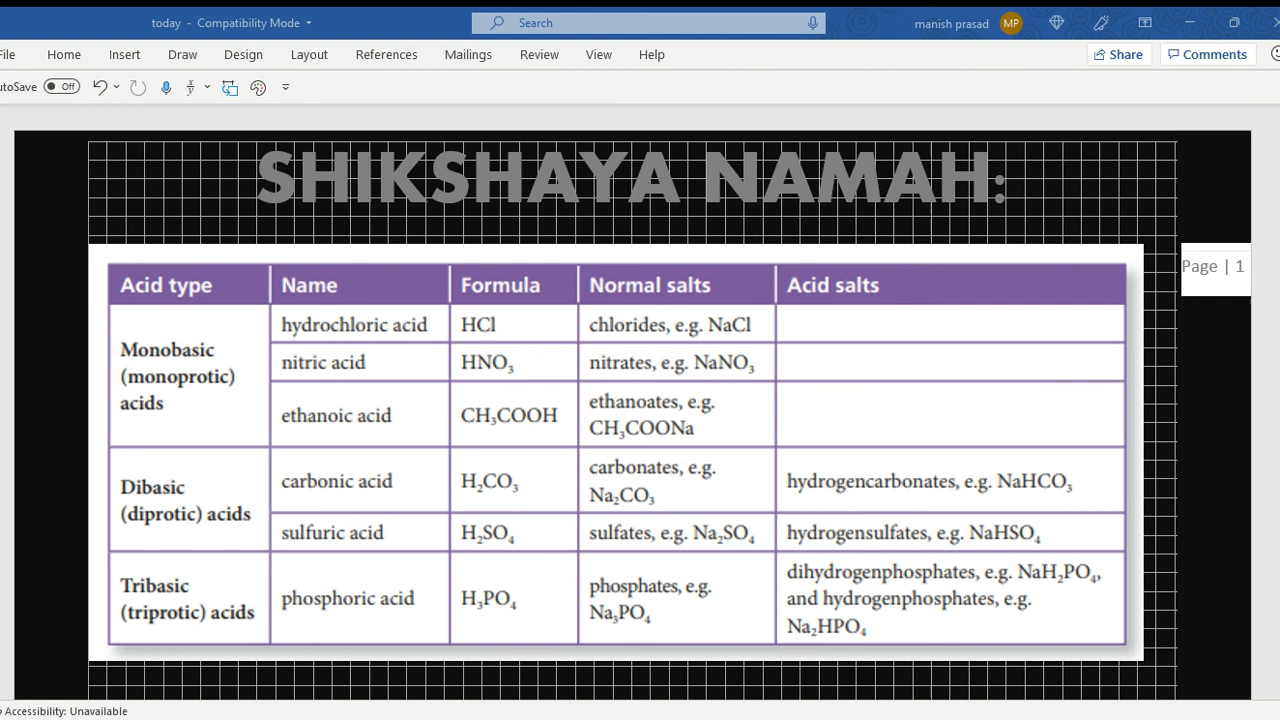 today - Compatibility Mode
Search
manish prasad MP
File Home Insert Draw Design Layout References Mailings Review View Help
Share Comments
utoSave Off
SHIKSHAYA NAMAH:
Page | 1
Acid type Name Formula Normal salts Acid salts
Monobasic
(monoprotic)
acids
hydrochloric acid HCl chlorides, e.g. NaCl
nitric acid HNO₃ nitrates, e.g. NaNO₃
ethanoic acid CH₃COOH ethanoates, e.g.
CH₃COONa
Dibasic
(diprotic) acids
carbonic acid H₂CO₃ carbonates, e.g.
Na₂CO₃
hydrogencarbonates, e.g. NaHCO₃
sulfuric acid H₂SO₄ sulfates, e.g. Na₂SO₄ hydrogensulfates, e.g. NaHSO₄
Tribasic
(triprotic) acids
phosphoric acid H₃PO₄ phosphates, e.g.
Na₃PO₄
dihydrogenphosphates, e.g. NaH₂PO₄,
and hydrogenphosphates, e.g.
Na₂HPO₄
Accessibility: Unavailable